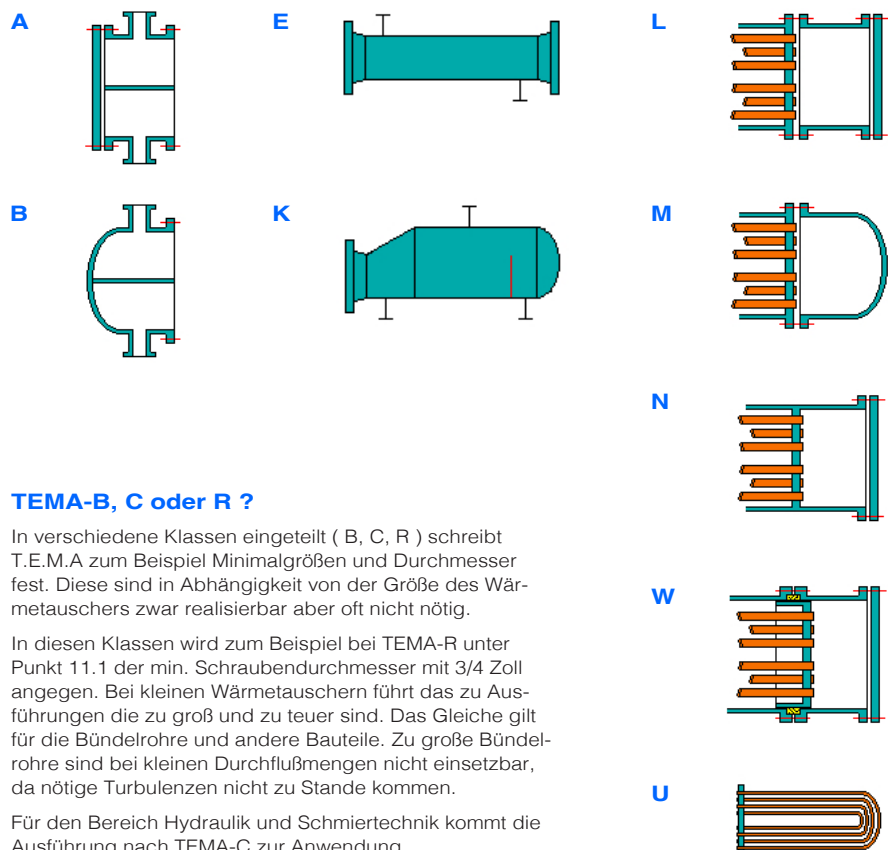 A
E
L
B
K
M
N
TEMA-B, C oder R ?
In verschiedene Klassen eingeteilt ( B, C, R ) schreibt
T.E.M.A zum Beispiel Minimalgrößen und Durchmesser
fest. Diese sind in Abhängigkeit von der Größe des Wär-
metauschers zwar realisierbar aber oft nicht nötig.
W
In diesen Klassen wird zum Beispiel bei TEMA-R unter
Punkt 11.1 der min. Schraubendurchmesser mit 3/4 Zoll
angegen. Bei kleinen Wärmetauschern führt das zu Aus-
führungen die zu groß und zu teuer sind. Das Gleiche gilt
für die Bündelrohre und andere Bauteile. Zu große Bündel-
rohre sind bei kleinen Durchflußmengen nicht einsetzbar,
da nötige Turbulenzen nicht zu Stande kommen.
U
Für den Bereich Hydraulik und Schmiertechnik kommt die
Ausführung nach TEMA-C zur Anwendung